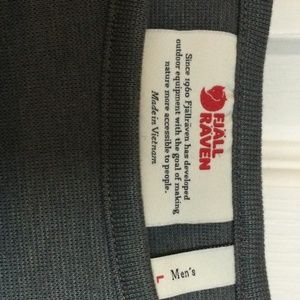 FJÄLL
RÄVEN
Since 1960 Fjällräven has developed
outdoor equipment with the goal of making
nature more accessible to people.
Made in Vietnam
L
Men's